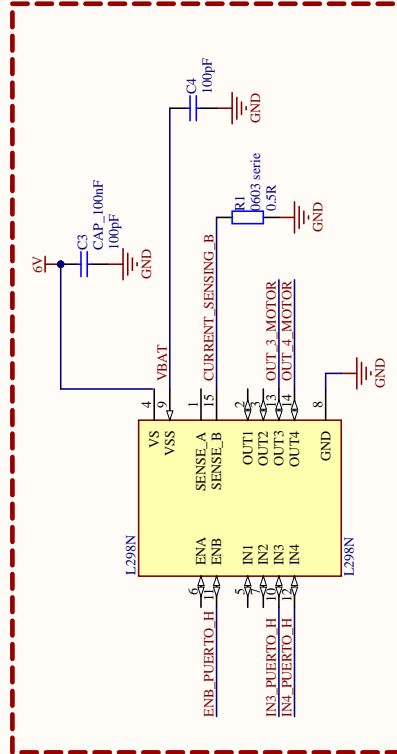 6V
C3
CAP_100nF
100pF
GND
C4
100pF
GND
VBAT
CURRENT_SENSING_B
R1
0603 serie
0.5R
GND
OUT_3_MOTOR
OUT_4_MOTOR
GND
4
9
1
15
2
3
13
14
8
VS
VSS
SENSE_A
SENSE_B
OUT1
OUT2
OUT3
OUT4
GND
L298N
L298N
ENA
ENB
IN1
IN2
IN3
IN4
6
11
5
7
10
12
ENB_PUERTO_H
IN3_PUERTO_H
IN4_PUERTO_H